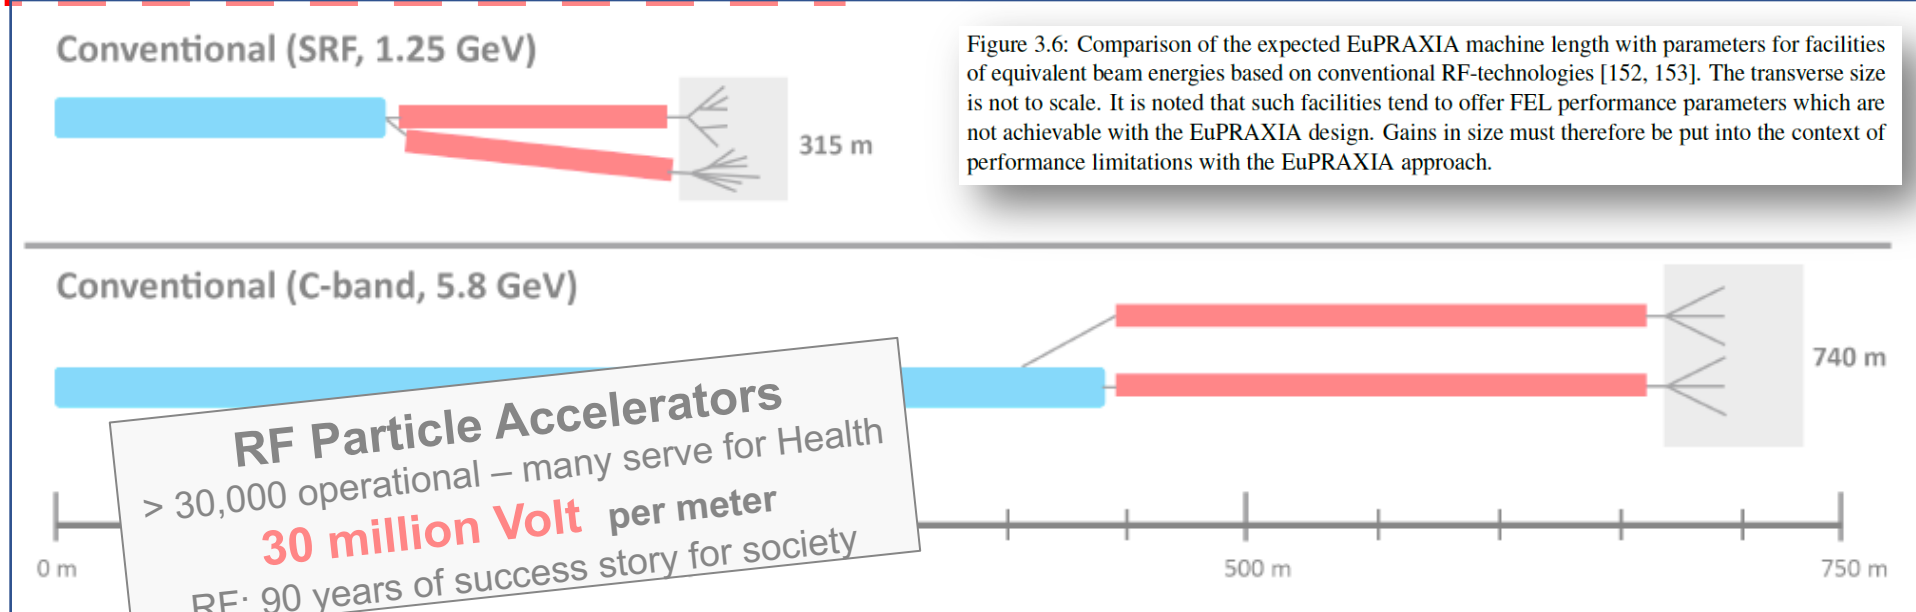 Conventional (SRF, 1.25 GeV)
315 m
Figure 3.6: Comparison of the expected EuPRAXIA machine length with parameters for facilities
of equivalent beam energies based on conventional RF-technologies [152, 153]. The transverse size
is not to scale. It is noted that such facilities tend to offer FEL performance parameters which are
not achievable with the EuPRAXIA design. Gains in size must therefore be put into the context of
performance limitations with the EuPRAXIA approach.
Conventional (C-band, 5.8 GeV)
740 m
RF Particle Accelerators
> 30,000 operational – many serve for Health
30 million Volt per meter
RF: 90 years of success story for society
0 m
500 m
750 m